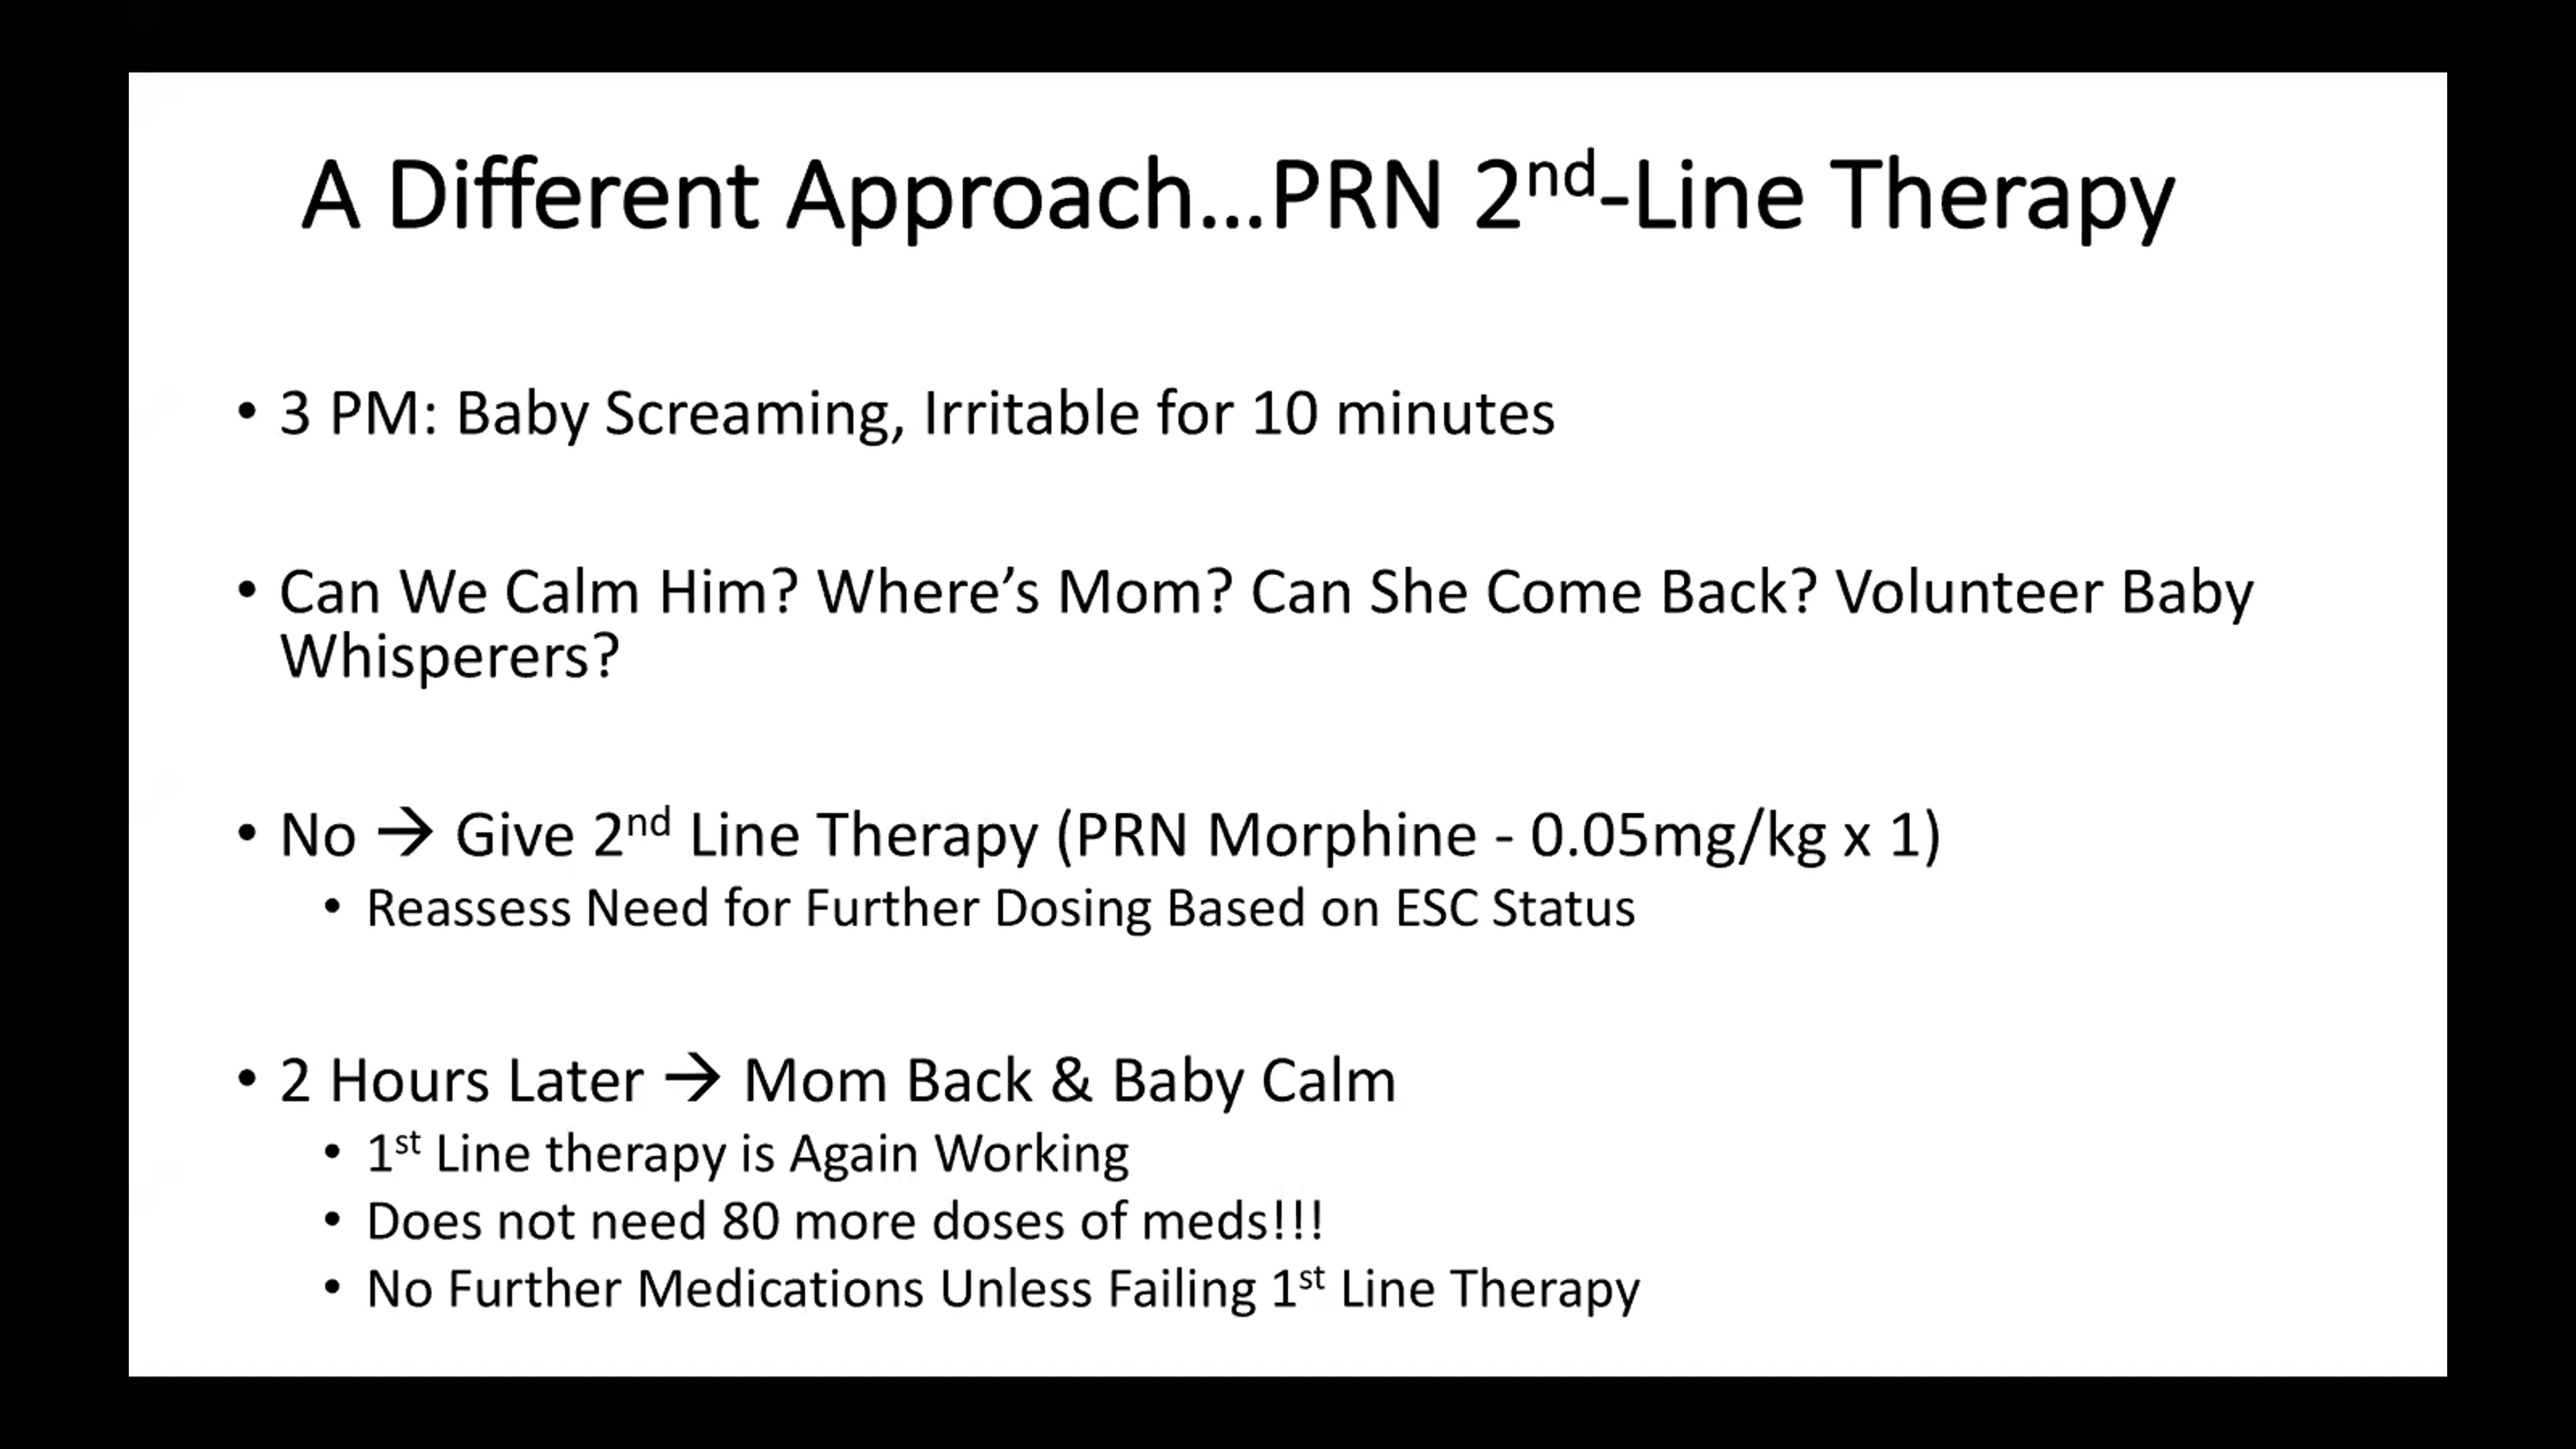 A Different Approach...PRN 2nd-Line Therapy
• 3 PM: Baby Screaming, Irritable for 10 minutes
• Can We Calm Him? Where’s Mom? Can She Come Back? Volunteer Baby
Whisperers?
• No → Give 2nd Line Therapy (PRN Morphine - 0.05mg/kg x 1)
• Reassess Need for Further Dosing Based on ESC Status
• 2 Hours Later → Mom Back & Baby Calm
• 1st Line therapy is Again Working
• Does not need 80 more doses of meds!!!
• No Further Medications Unless Failing 1st Line Therapy